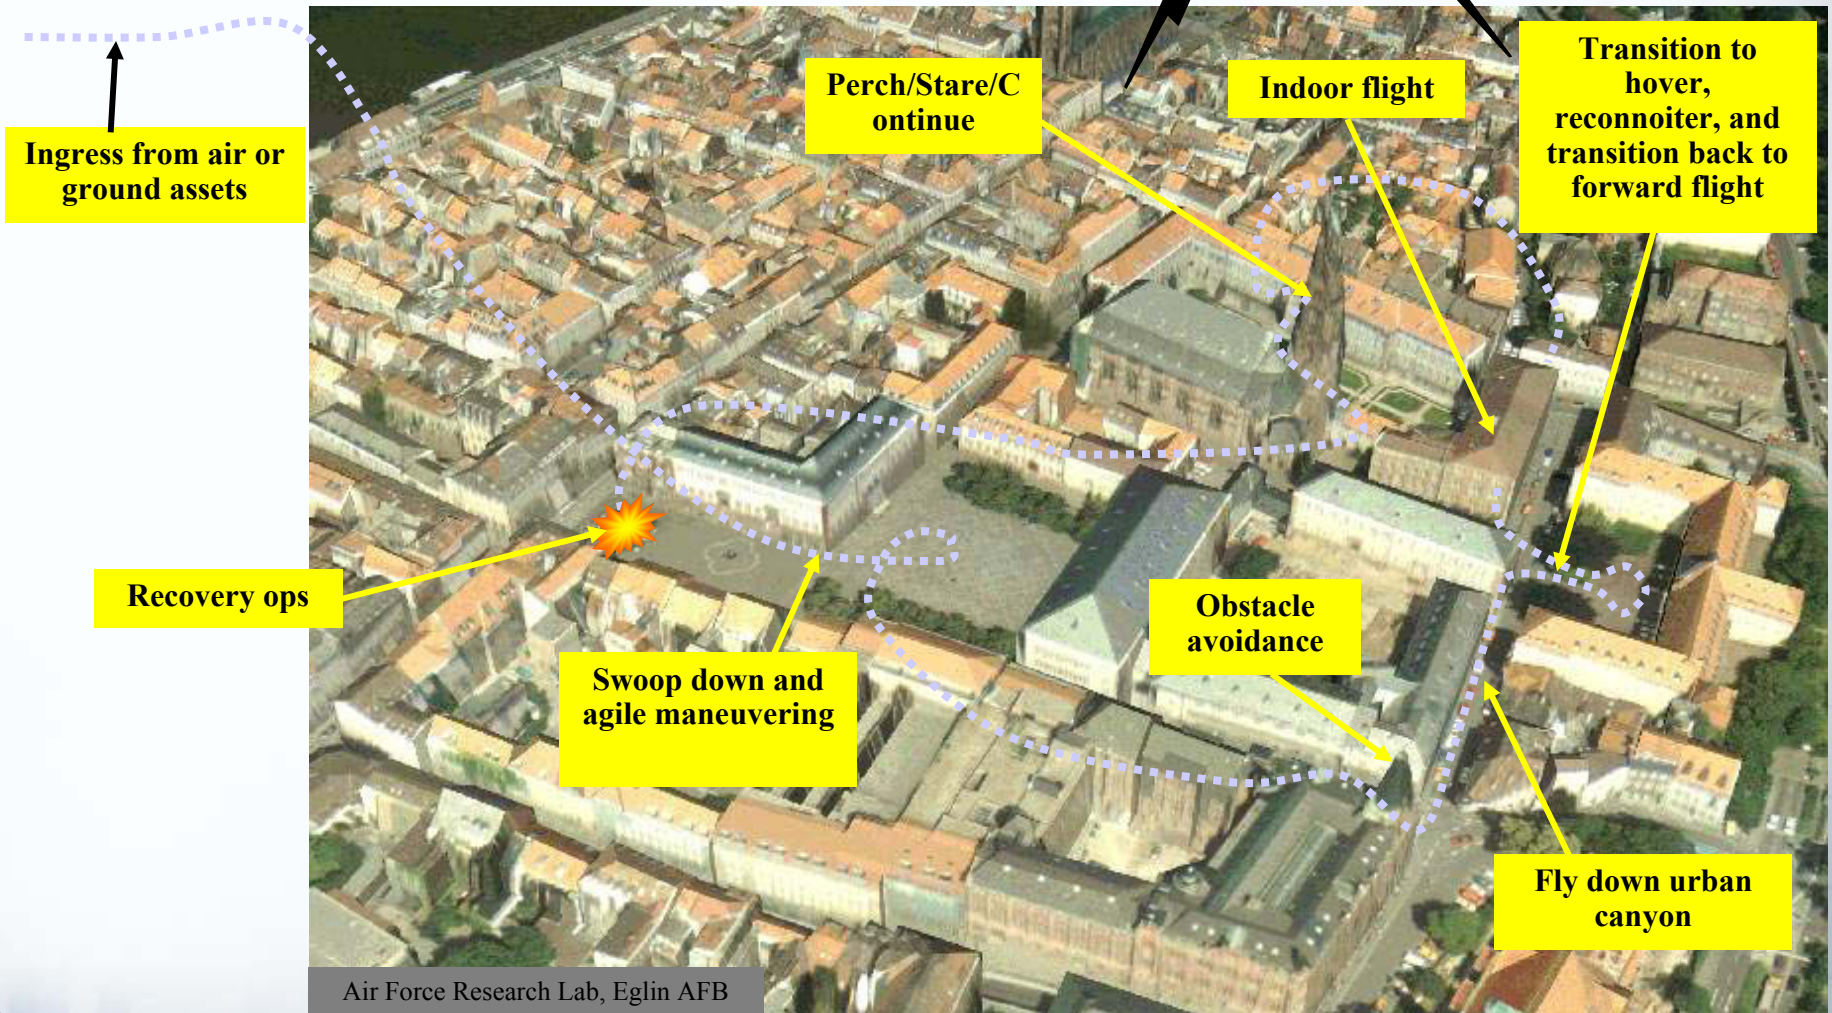 Ingress from air or
ground assets
Perch/Stare/C
ontinue
Indoor flight
Transition to
hover,
reconnoiter, and
transition back to
forward flight
Recovery ops
Swoop down and
agile maneuvering
Obstacle
avoidance
Fly down urban
canyon
Air Force Research Lab, Eglin AFB